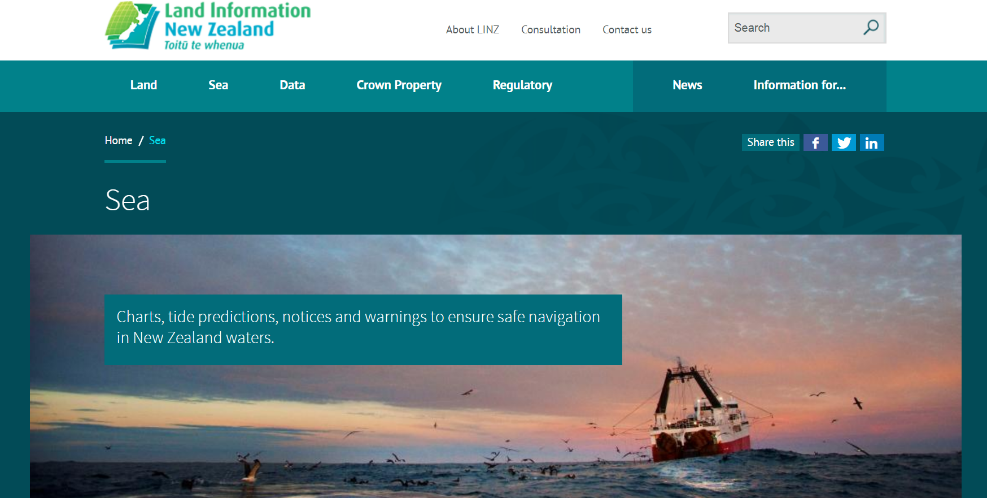 Land Information
New Zealand
Toitū te whenua
About LINZ Consultation Contact us
Search
Land Sea Data Crown Property Regulatory News Information for...
Home / Sea
Share this f in
Sea
Charts, tide predictions, notices and warnings to ensure safe navigation
in New Zealand waters.